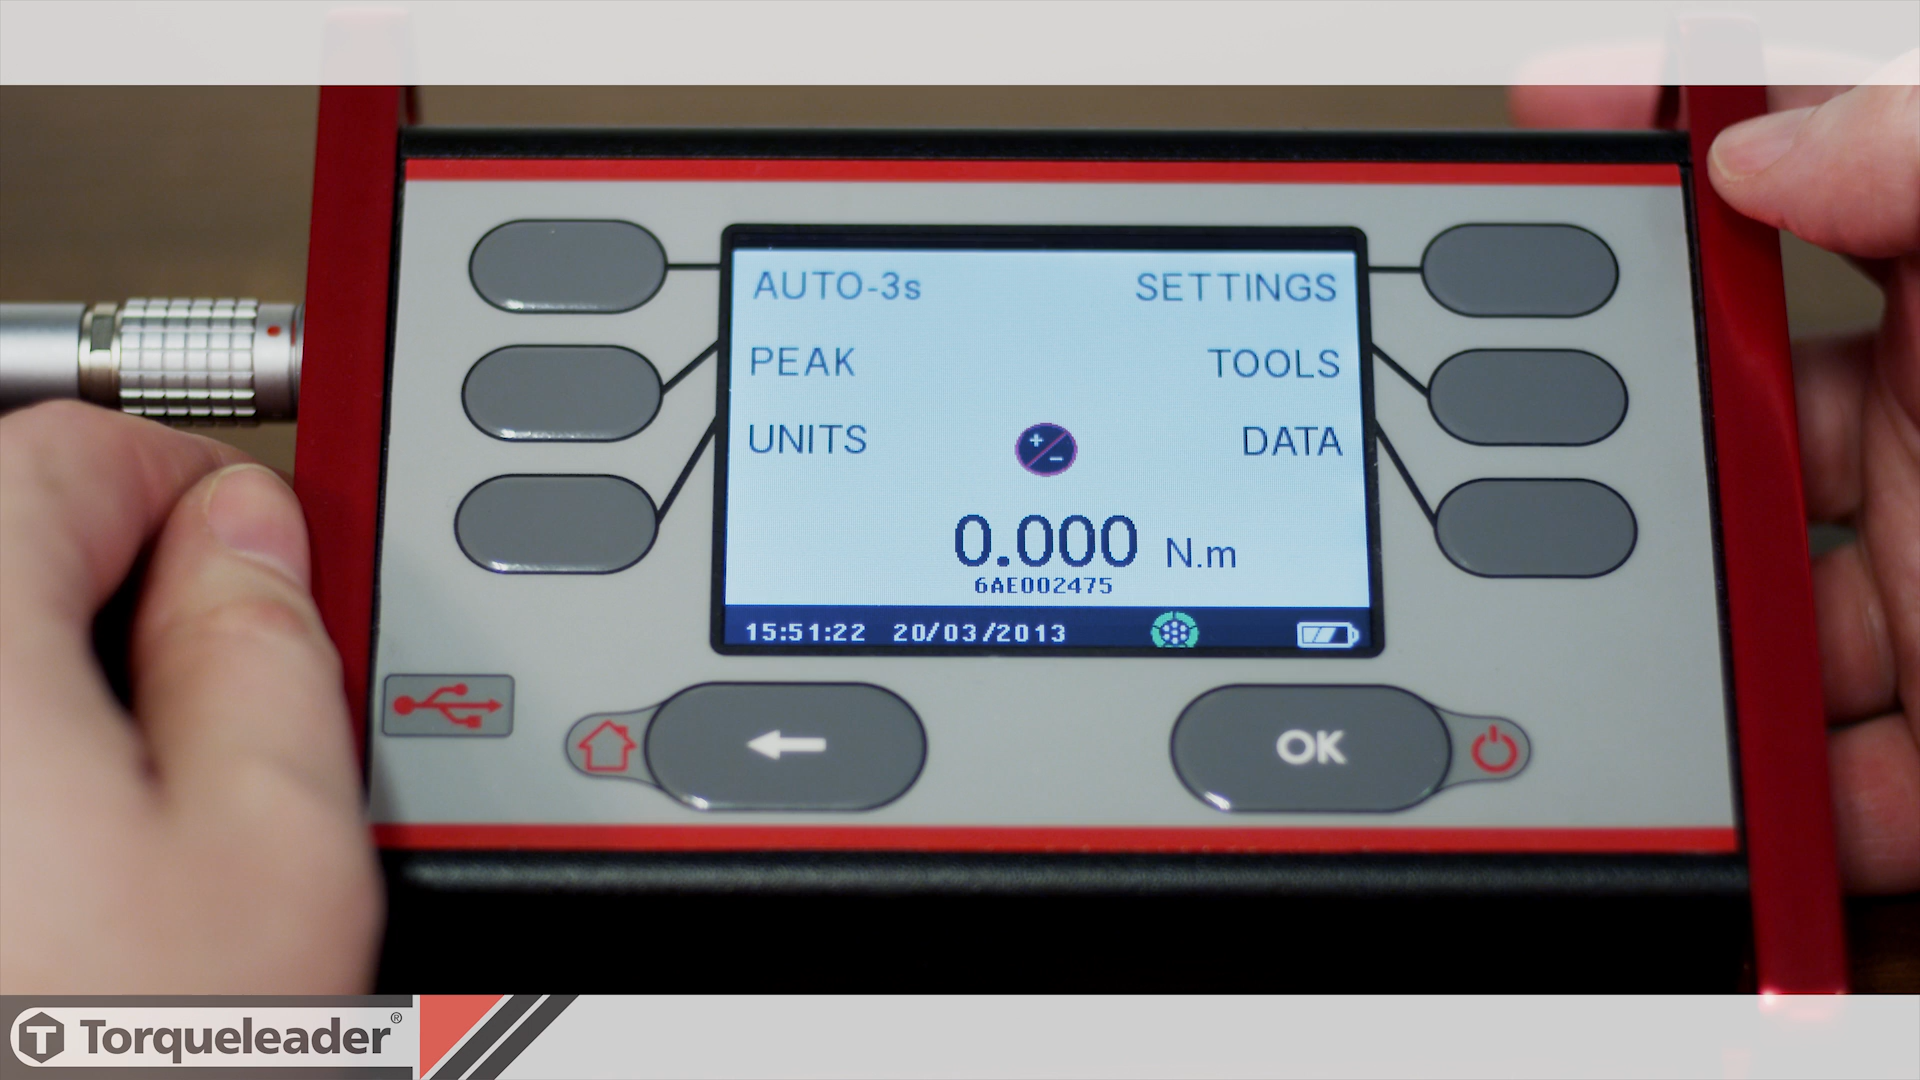 AUTO-3s SETTINGS
PEAK TOOLS
UNITS DATA
0.000 N.m
6AE002475
15:51:22 20/03/2013
OK
Torqueleader®